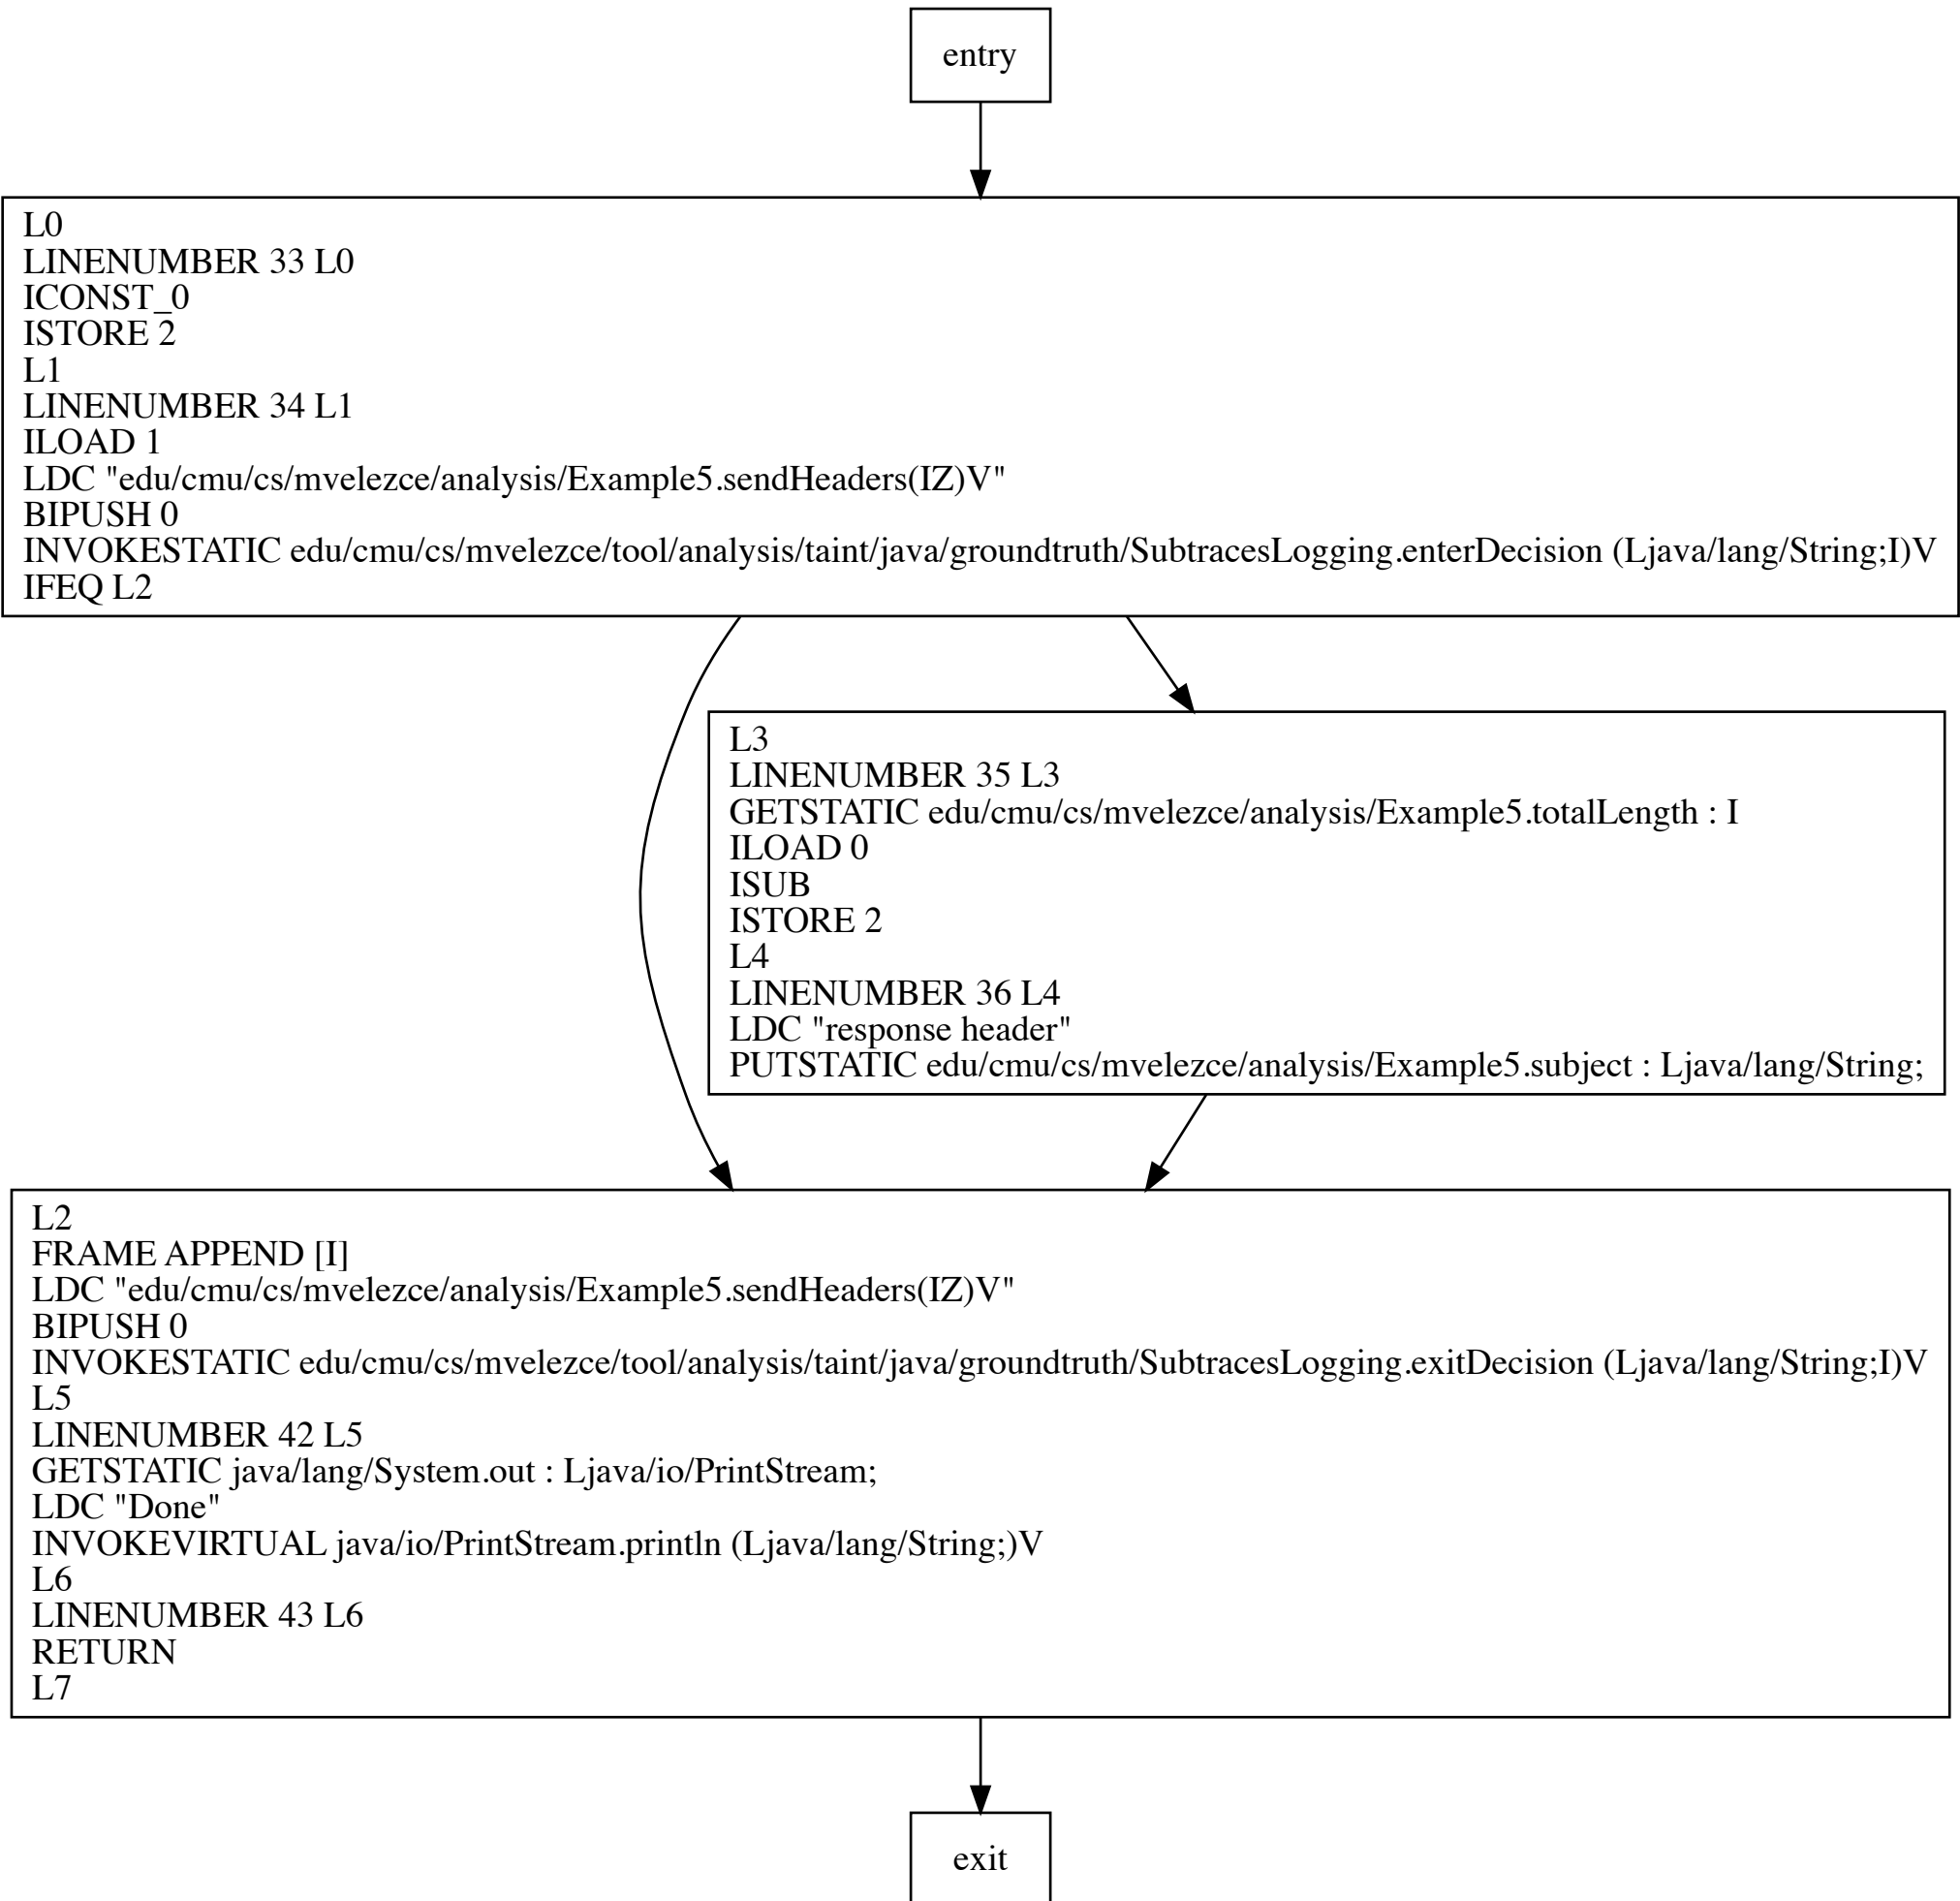 entry
L0
LINENUMBER 33 L0
ICONST_0
ISTORE 2
L1
LINENUMBER 34 L1
ILOAD 1
LDC "edu/cmu/cs/mvelezce/analysis/Example5.sendHeaders(IZ)V"
BIPUSH 0
INVOKESTATIC edu/cmu/cs/mvelezce/tool/analysis/taint/java/groundtruth/SubtracesLogging.enterDecision (Ljava/lang/String;I)V
IFEQ L2
L3
LINENUMBER 35 L3
GETSTATIC edu/cmu/cs/mvelezce/analysis/Example5.totalLength : I
ILOAD 0
ISUB
ISTORE 2
L4
LINENUMBER 36 L4
LDC "response header"
PUTSTATIC edu/cmu/cs/mvelezce/analysis/Example5.subject : Ljava/lang/String;
L2
FRAME APPEND [I]
LDC "edu/cmu/cs/mvelezce/analysis/Example5.sendHeaders(IZ)V"
BIPUSH 0
INVOKESTATIC edu/cmu/cs/mvelezce/tool/analysis/taint/java/groundtruth/SubtracesLogging.exitDecision (Ljava/lang/String;I)V
L5
LINENUMBER 42 L5
GETSTATIC java/lang/System.out : Ljava/io/PrintStream;
LDC "Done"
INVOKEVIRTUAL java/io/PrintStream.println (Ljava/lang/String;)V
L6
LINENUMBER 43 L6
RETURN
L7
exit